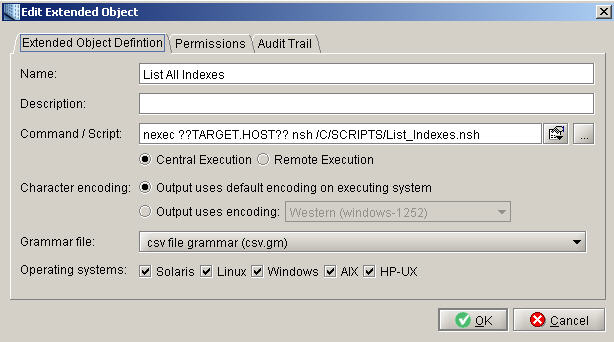 Edit Extended Object
Extended Object Defintion Permissions Audit Trail
Name: List All Indexes
Description:
Command / Script: nexec ??TARGET.HOST?? nsh /C/SCRIPTS/List_Indexes.nsh ...
Central Execution Remote Execution
Character encoding: Output uses default encoding on executing system
Output uses encoding: Western (windows-1252)
Grammar file: csv file grammar (csv.gm)
Operating systems: Solaris Linux Windows AIX HP-UX
OK Cancel